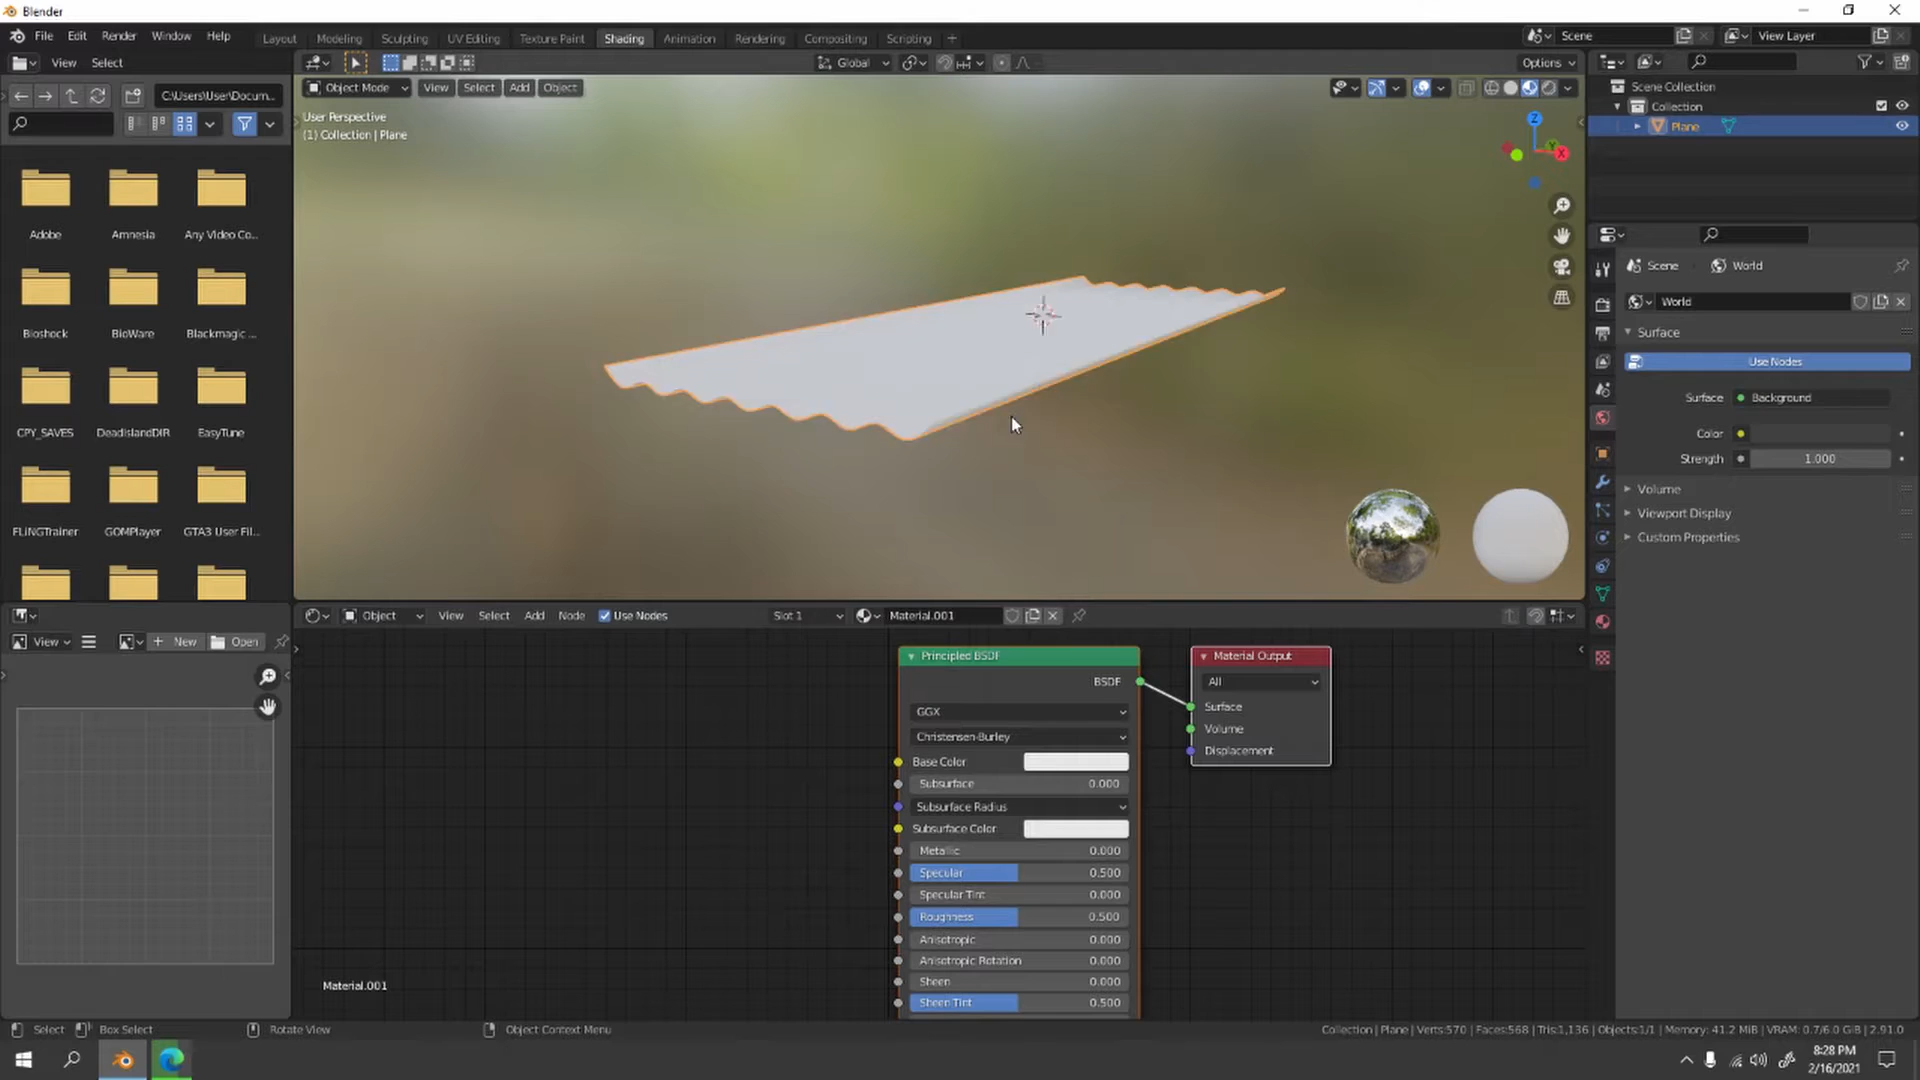 Blender
File Edit Render Window Help
Layout Modeling Sculpting UV Editing Texture Paint Shading Animation Rendering Compositing Scripting +
Scene
View Layer
View Select
Global
Options
C:\Users\User\Docum...
Object Mode View Select Add Object
User Perspective
(1) Collection | Plane
Z
Y
X
Scene Collection
Collection
Plane
Adobe
Amnesia
Any Video Co...
Bioshock
BioWare
Blackmagic ...
CPY_SAVES
DeadIslandDIR
EasyTune
FLiNGTrainer
GOMPlayer
GTA3 User Fil...
Scene World
World
Surface
Use Nodes
Surface Background
Color
Strength 1.000
Volume
Viewport Display
Custom Properties
View New Open
Object View Select Add Node Use Nodes Slot 1 Material.001
Principled BSDF
BSDF
GGX
Christensen-Burley
Base Color
Subsurface 0.000
Subsurface Radius
Subsurface Color
Metallic 0.000
Specular 0.500
Specular Tint 0.000
Roughness 0.500
Anisotropic 0.000
Anisotropic Rotation 0.000
Sheen 0.000
Sheen Tint 0.500
Material Output
All
Surface
Volume
Displacement
Material.001
Select Box Select Rotate View Object Context Menu
Collection | Plane | Verts:570 | Faces:568 | Tris:1,136 | Objects:1/1 | Memory: 41.2 MiB | VRAM: 0.7/6.0 GiB | 2.91.0
8:28 PM
2/16/2021